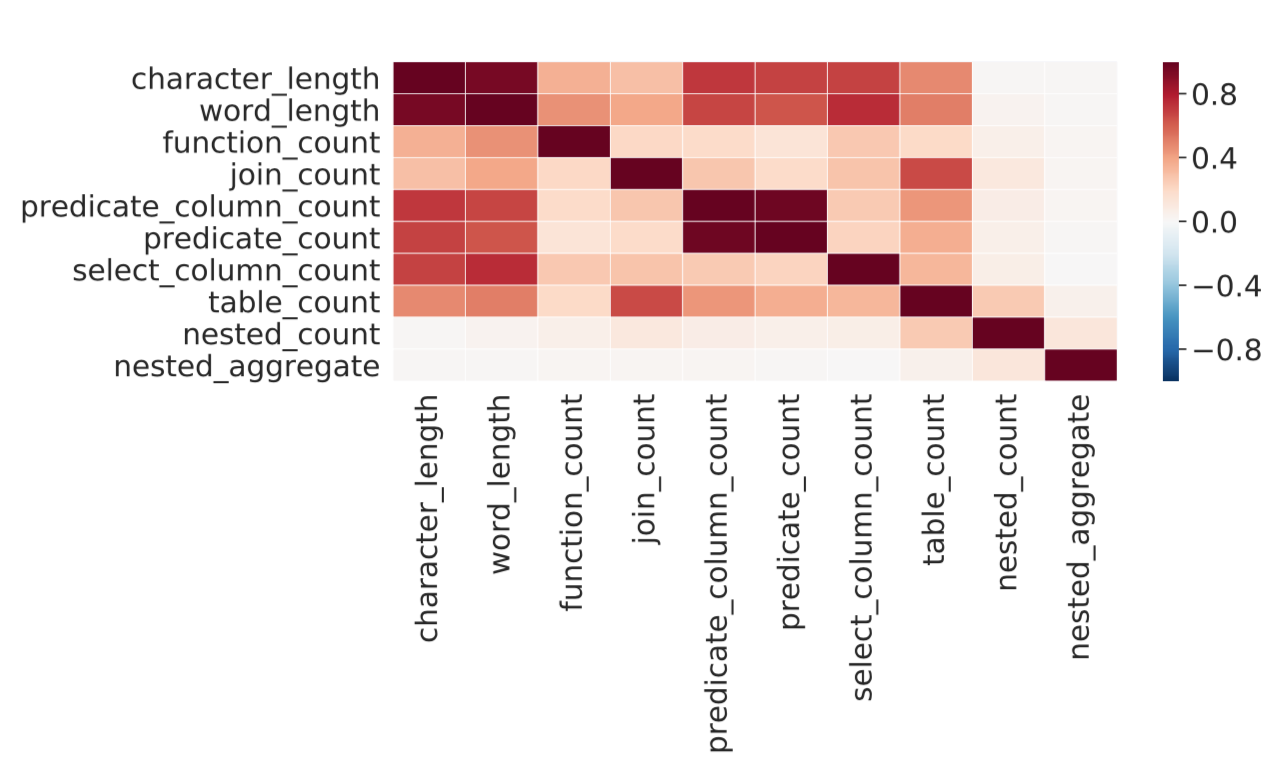 character_length
word_length
function_count
join_count
predicate_column_count
predicate_count
select_column_count
table_count
nested_count
nested_aggregate
character_length
word_length
function_count
join_count
predicate_column_count
predicate_count
select_column_count
table_count
nested_count
nested_aggregate
0.8
0.4
0.0
−0.4
−0.8